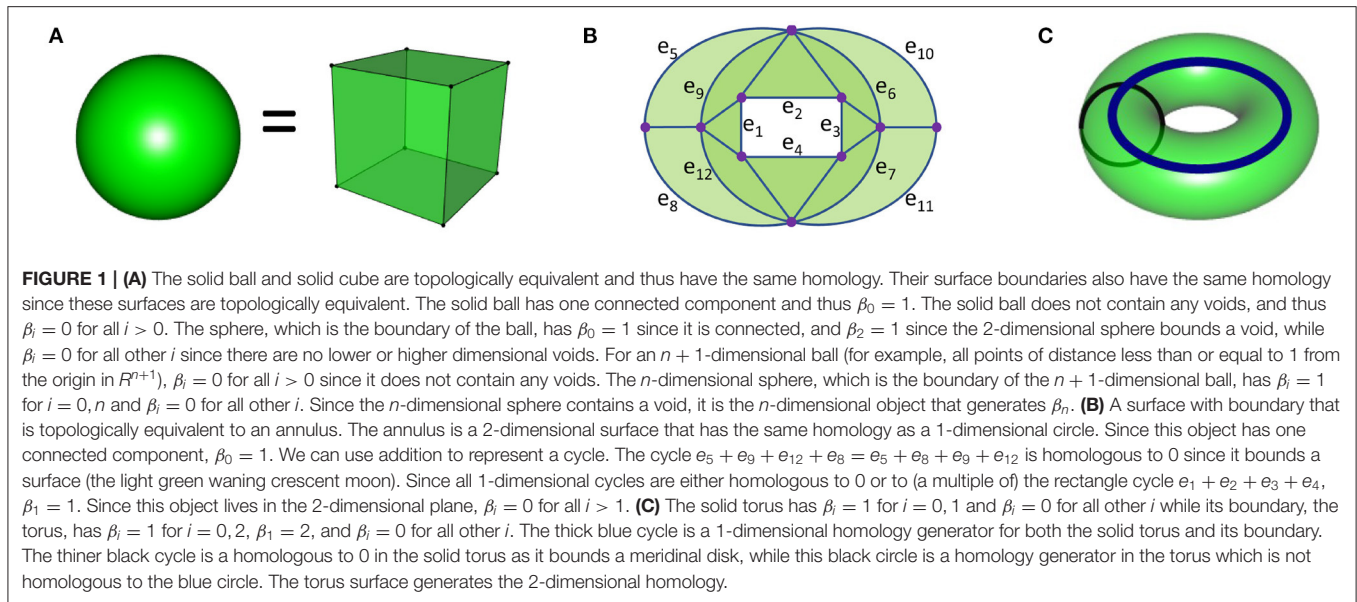 A
B
C
=
e5
e10
e9
e6
e2
e1
e3
e4
e12
e7
e8
e11
FIGURE 1 | (A) The solid ball and solid cube are topologically equivalent and thus have the same homology. Their surface boundaries also have the same homology
since these surfaces are topologically equivalent. The solid ball has one connected component and thus β0 = 1. The solid ball does not contain any voids, and thus
βi = 0 for all i > 0. The sphere, which is the boundary of the ball, has β0 = 1 since it is connected, and β2 = 1 since the 2-dimensional sphere bounds a void, while
βi = 0 for all other i since there are no lower or higher dimensional voids. For an n + 1-dimensional ball (for example, all points of distance less than or equal to 1 from
the origin in Rⁿ⁺¹), βi = 0 for all i > 0 since it does not contain any voids. The n-dimensional sphere, which is the boundary of the n + 1-dimensional ball, has βi = 1
for i = 0, n and βi = 0 for all other i. Since the n-dimensional sphere contains a void, it is the n-dimensional object that generates βn. (B) A surface with boundary that
is topologically equivalent to an annulus. The annulus is a 2-dimensional surface that has the same homology as a 1-dimensional circle. Since this object has one
connected component, β0 = 1. We can use addition to represent a cycle. The cycle e5 + e9 + e12 + e8 = e5 + e8 + e9 + e12 is homologous to 0 since it bounds a
surface (the light green waning crescent moon). Since all 1-dimensional cycles are either homologous to 0 or to (a multiple of) the rectangle cycle e1 + e2 + e3 + e4,
β1 = 1. Since this object lives in the 2-dimensional plane, βi = 0 for all i > 1. (C) The solid torus has βi = 1 for i = 0, 1 and βi = 0 for all other i while its boundary, the
torus, has βi = 1 for i = 0, 2, β1 = 2, and βi = 0 for all other i. The thick blue cycle is a 1-dimensional homology generator for both the solid torus and its boundary.
The thiner black cycle is a homologous to 0 in the solid torus as it bounds a meridinal disk, while this black circle is a homology generator in the torus which is not
homologous to the blue circle. The torus surface generates the 2-dimensional homology.